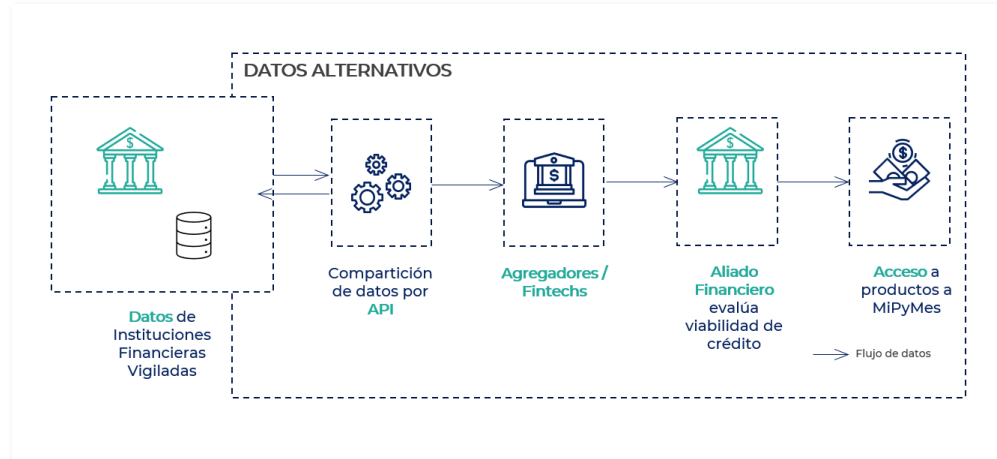 DATOS ALTERNATIVOS
$
Datos de
Instituciones
Financieras
Vigiladas
Compartición
de datos por
API
$
Agregadores /
Fintechs
$
Aliado
Financiero
evalúa
viabilidad de
crédito
$
Acceso a
productos a
MiPyMes
Flujo de datos